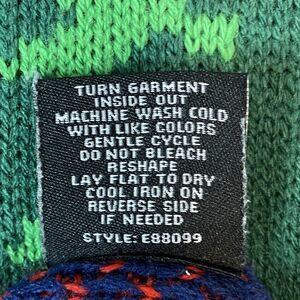 TURN GARMENT
INSIDE OUT
MACHINE WASH COLD
WITH LIKE COLORS
GENTLE CYCLE
DO NOT BLEACH
RESHAPE
LAY FLAT TO DRY
COOL IRON ON
REVERSE SIDE
IF NEEDED
STYLE: E88099